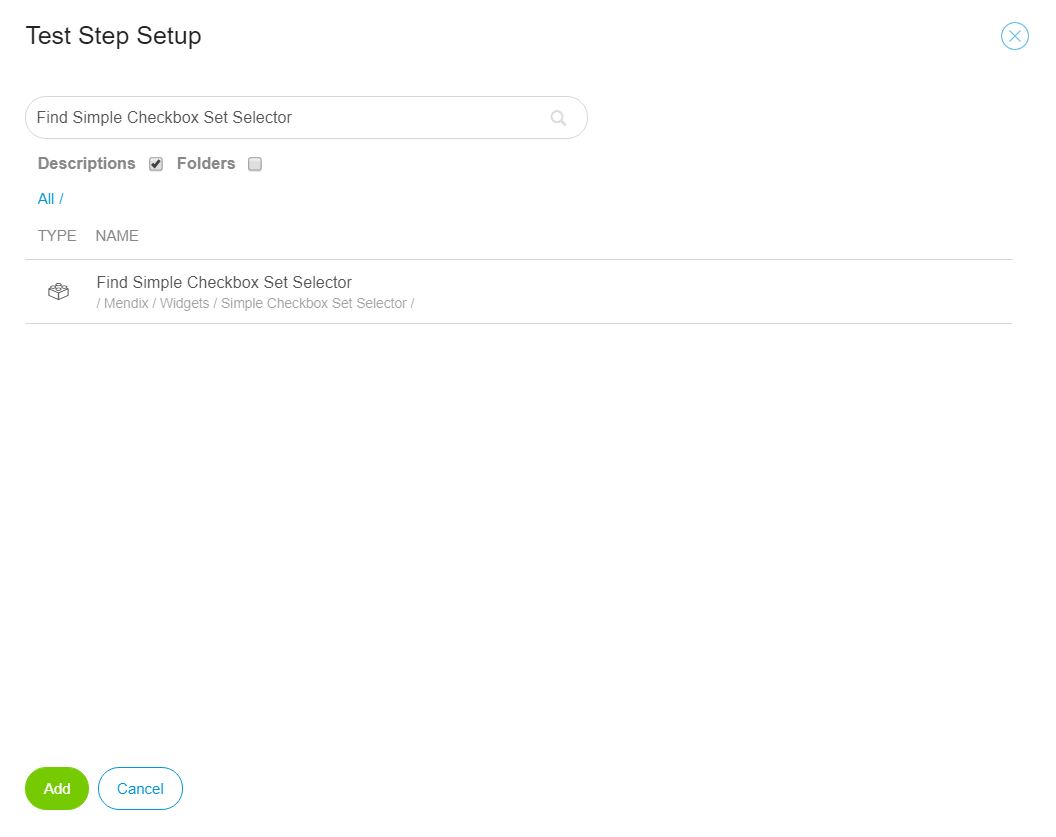 Test Step Setup
Find Simple Checkbox Set Selector
Descriptions Folders
All /
TYPE NAME
Find Simple Checkbox Set Selector
/ Mendix / Widgets / Simple Checkbox Set Selector /
Add Cancel